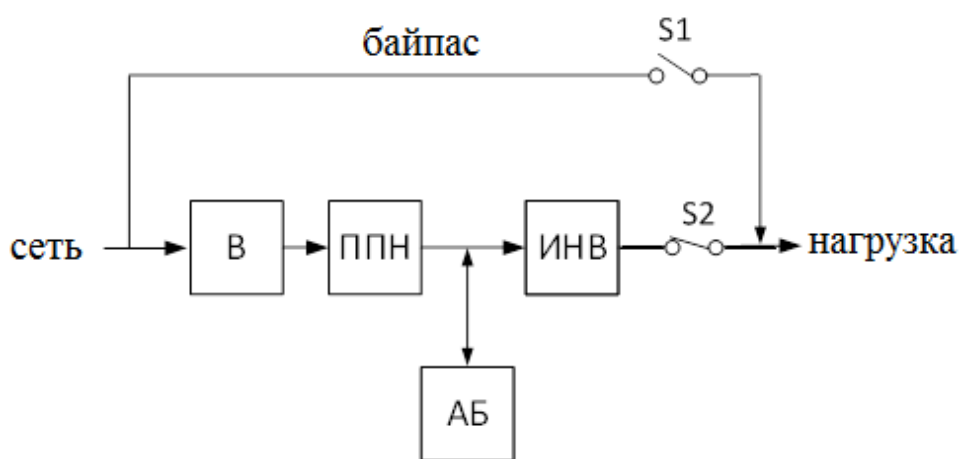 байпас
S1
сеть
В
ППН
ИНВ
S2
нагрузка
АБ